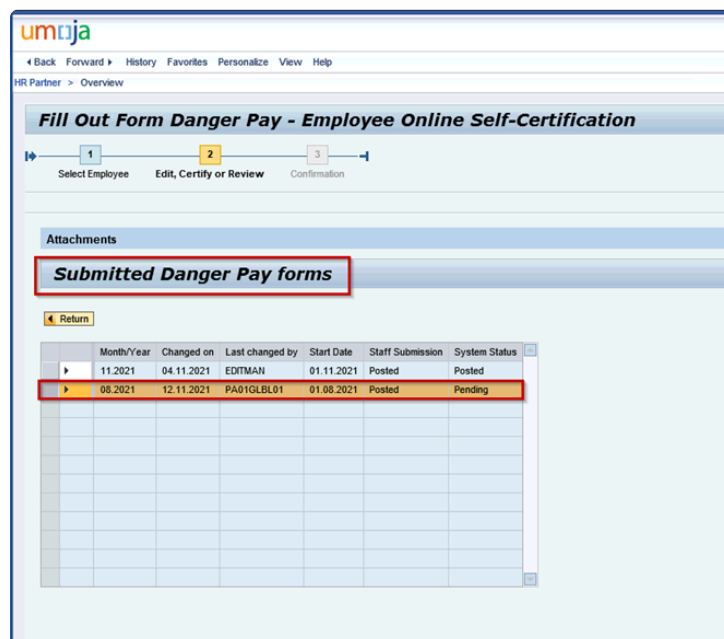 umoja
Back Forward History Favorites Personalize View Help
HR Partner > Overview
Fill Out Form Danger Pay - Employee Online Self-Certification
1 2 3
Select Employee Edit, Certify or Review Confirmation
Attachments
Submitted Danger Pay forms
Return
Month/Year Changed on Last changed by Start Date Staff Submission System Status
11.2021 04.11.2021 EDITMAN 01.11.2021 Posted Posted
08.2021 12.11.2021 PA01GLBL01 01.08.2021 Posted Pending